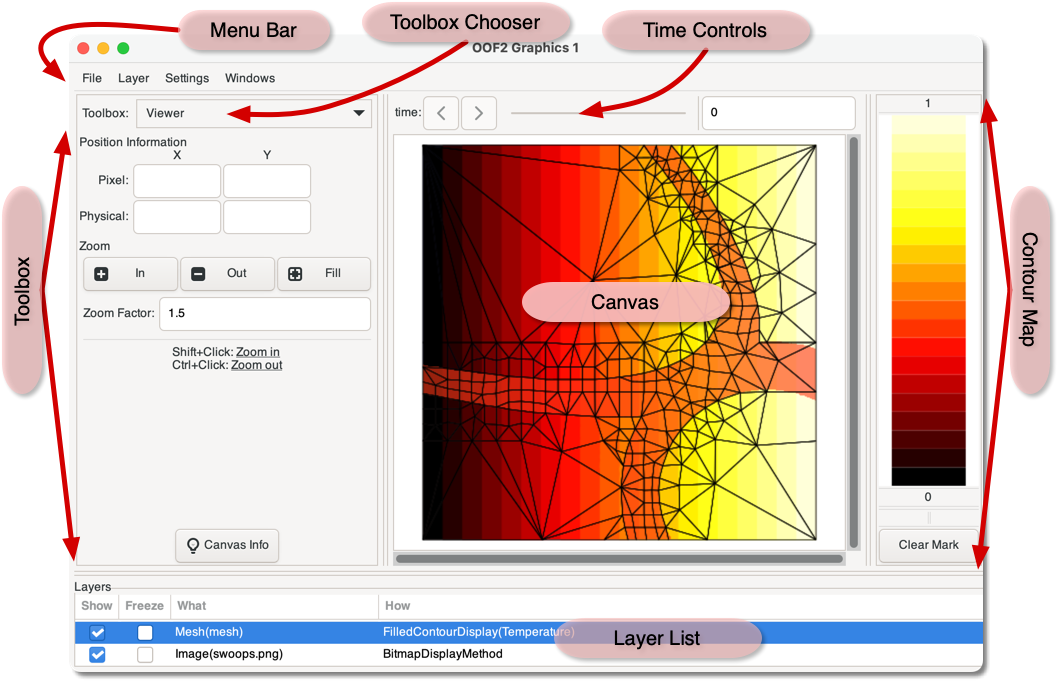 Menu Bar
Toolbox Chooser
Time Controls
OOF2 Graphics 1
File Layer Settings Windows
Toolbox: Viewer
time: < > 0
1
Position Information
X Y
Pixel:
Physical:
Zoom
In Out Fill
Zoom Factor: 1.5
Shift+Click: Zoom in
Ctrl+Click: Zoom out
Canvas Info
Toolbox
Canvas
Contour Map
0
Clear Mark
Layers
Show Freeze What How
Mesh(mesh) FilledContourDisplay(Temperature)
Image(swoops.png) BitmapDisplayMethod
Layer List